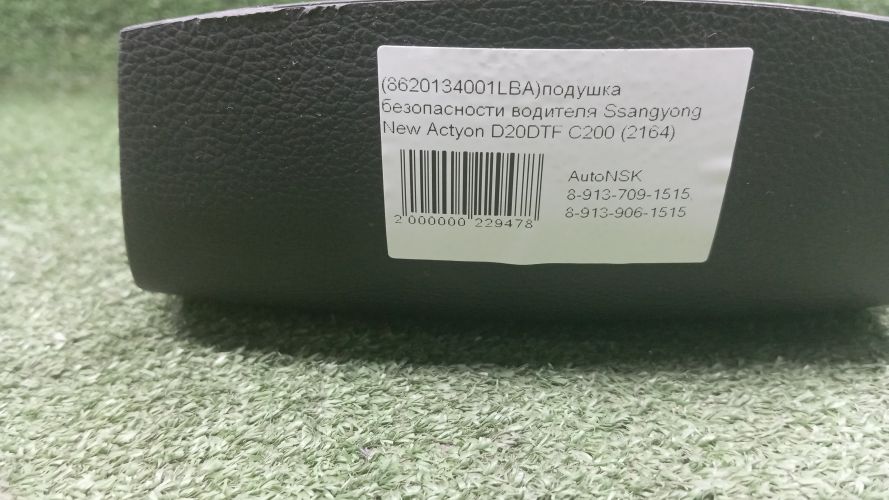 (8620134001LBA)подушка
безопасности водителя Ssangyong
New Actyon D20DTF C200 (2164)
AutoNSK
8-913-709-1515
8-913-906-1515
2 000000 229478